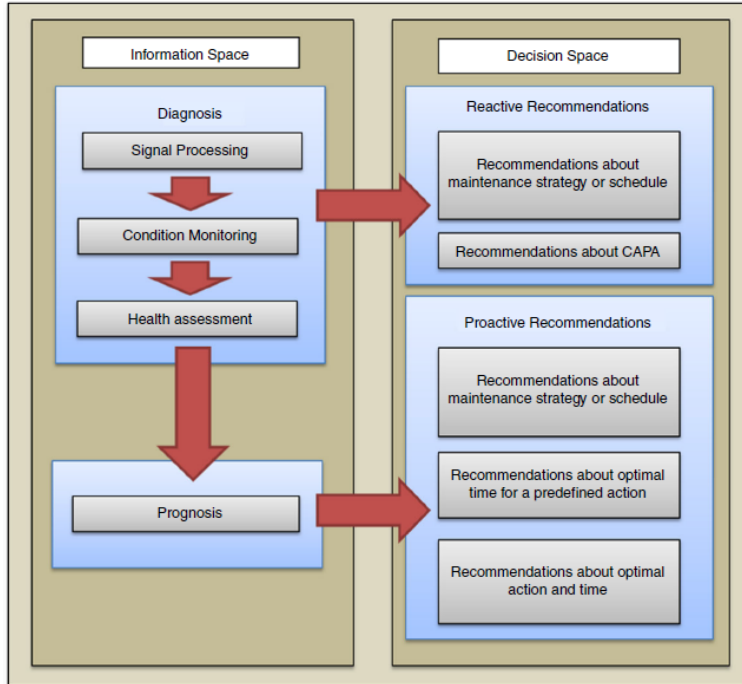 Information Space
Diagnosis
Signal Processing
Condition Monitoring
Health assessment
Prognosis
Decision Space
Reactive Recommendations
Recommendations about
maintenance strategy or schedule
Recommendations about CAPA
Proactive Recommendations
Recommendations about
maintenance strategy or schedule
Recommendations about optimal
time for a predefined action
Recommendations about optimal
action and time